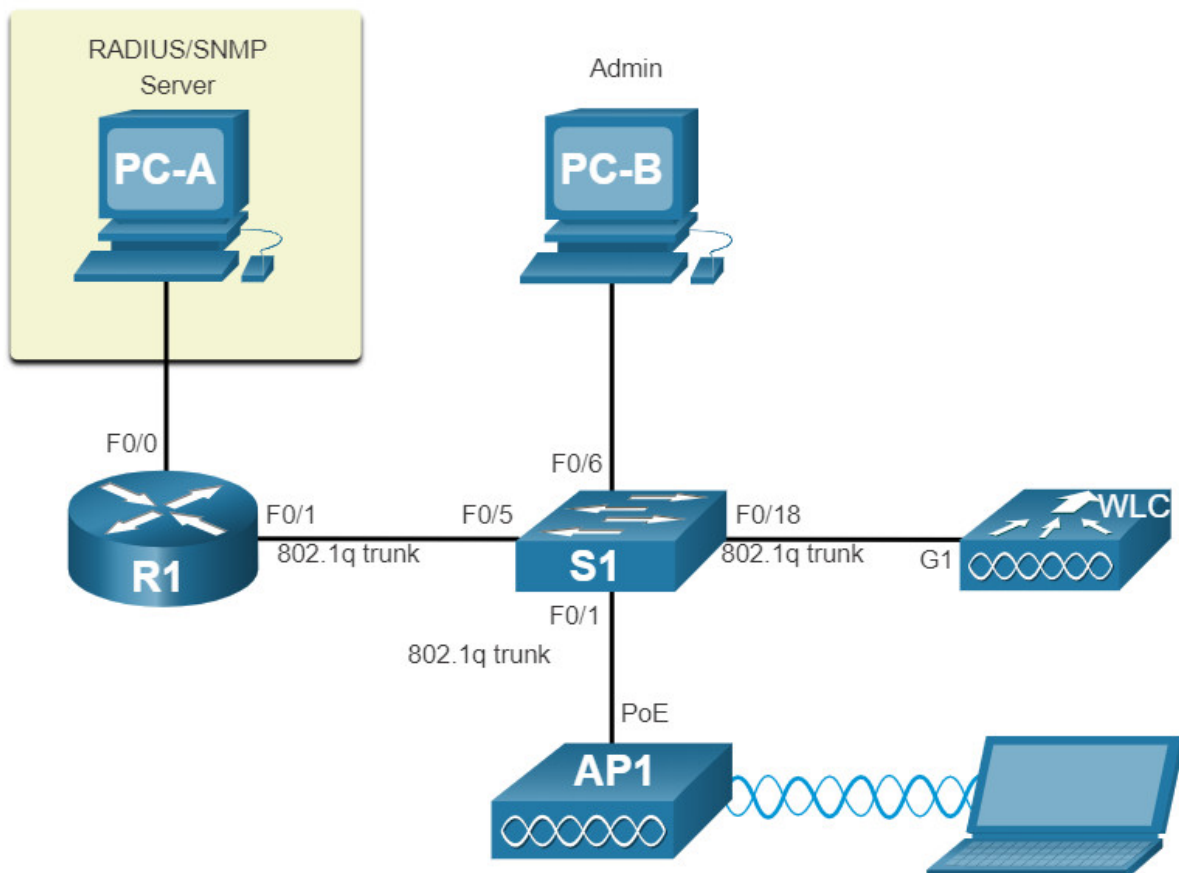 RADIUS/SNMP
Server
PC-A
Admin
PC-B
F0/0
F0/6
F0/1
802.1q trunk
F0/5
R1
S1
F0/18
802.1q trunk
G1
WLC
F0/1
802.1q trunk
PoE
AP1